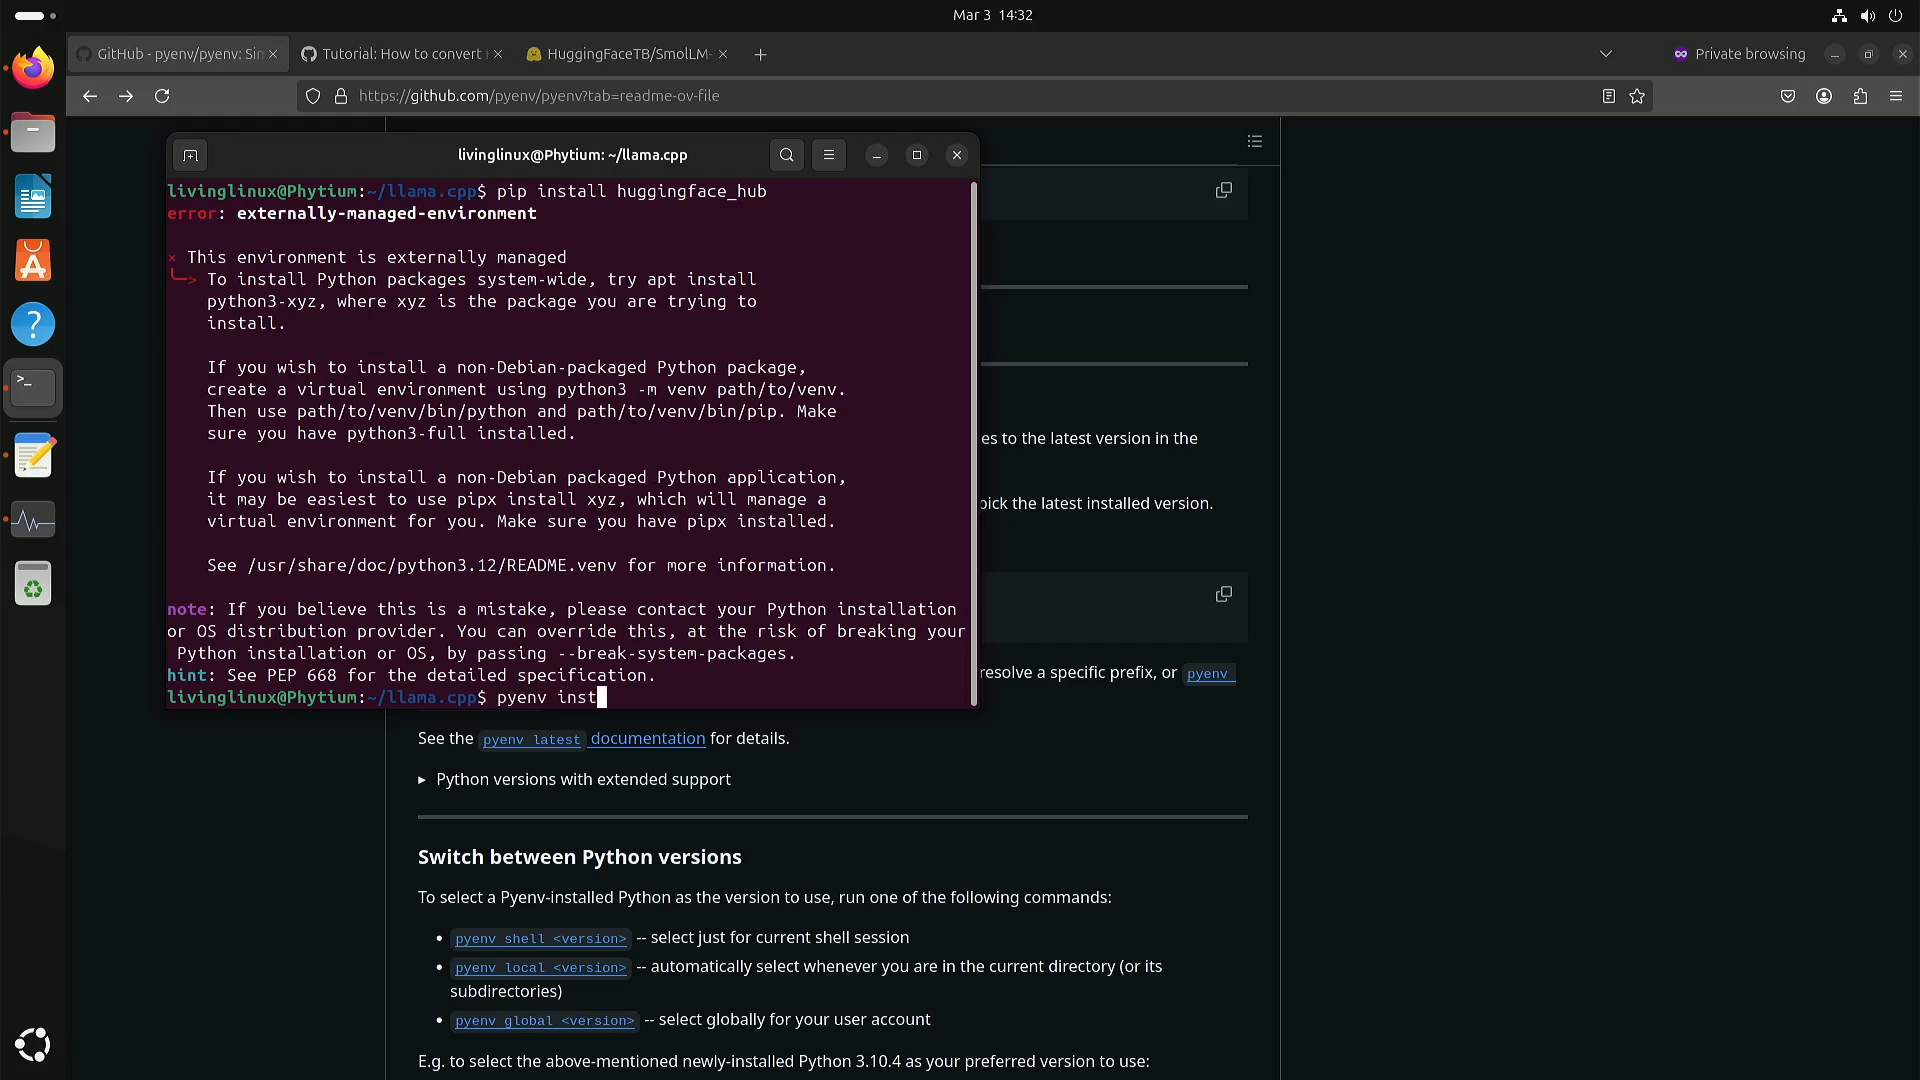 Mar 3 14:32
GitHub - pyenv/pyenv: Sin
Tutorial: How to convert
HuggingFaceTB/SmolLM-
Private browsing
https://github.com/pyenv/pyenv?tab=readme-ov-file
livinglinux@Phytium: ~/llama.cpp
livinglinux@Phytium:~/llama.cpp$ pip install huggingface_hub
error: externally-managed-environment
× This environment is externally managed
╰─> To install Python packages system-wide, try apt install
python3-xyz, where xyz is the package you are trying to
install.
If you wish to install a non-Debian-packaged Python package,
create a virtual environment using python3 -m venv path/to/venv.
Then use path/to/venv/bin/python and path/to/venv/bin/pip. Make
sure you have python3-full installed.
If you wish to install a non-Debian packaged Python application,
it may be easiest to use pipx install xyz, which will manage a
virtual environment for you. Make sure you have pipx installed.
See /usr/share/doc/python3.12/README.venv for more information.
note: If you believe this is a mistake, please contact your Python installation
or OS distribution provider. You can override this, at the risk of breaking your
Python installation or OS, by passing --break-system-packages.
hint: See PEP 668 for the detailed specification.
livinglinux@Phytium:~/llama.cpp$ pyenv inst
es to the latest version in the
pick the latest installed version.
resolve a specific prefix, or pyenv
See the pyenv latest documentation for details.
Python versions with extended support
Switch between Python versions
To select a Pyenv-installed Python as the version to use, run one of the following commands:
• pyenv shell <version> -- select just for current shell session
• pyenv local <version> -- automatically select whenever you are in the current directory (or its
subdirectories)
• pyenv global <version> -- select globally for your user account
E.g. to select the above-mentioned newly-installed Python 3.10.4 as your preferred version to use: